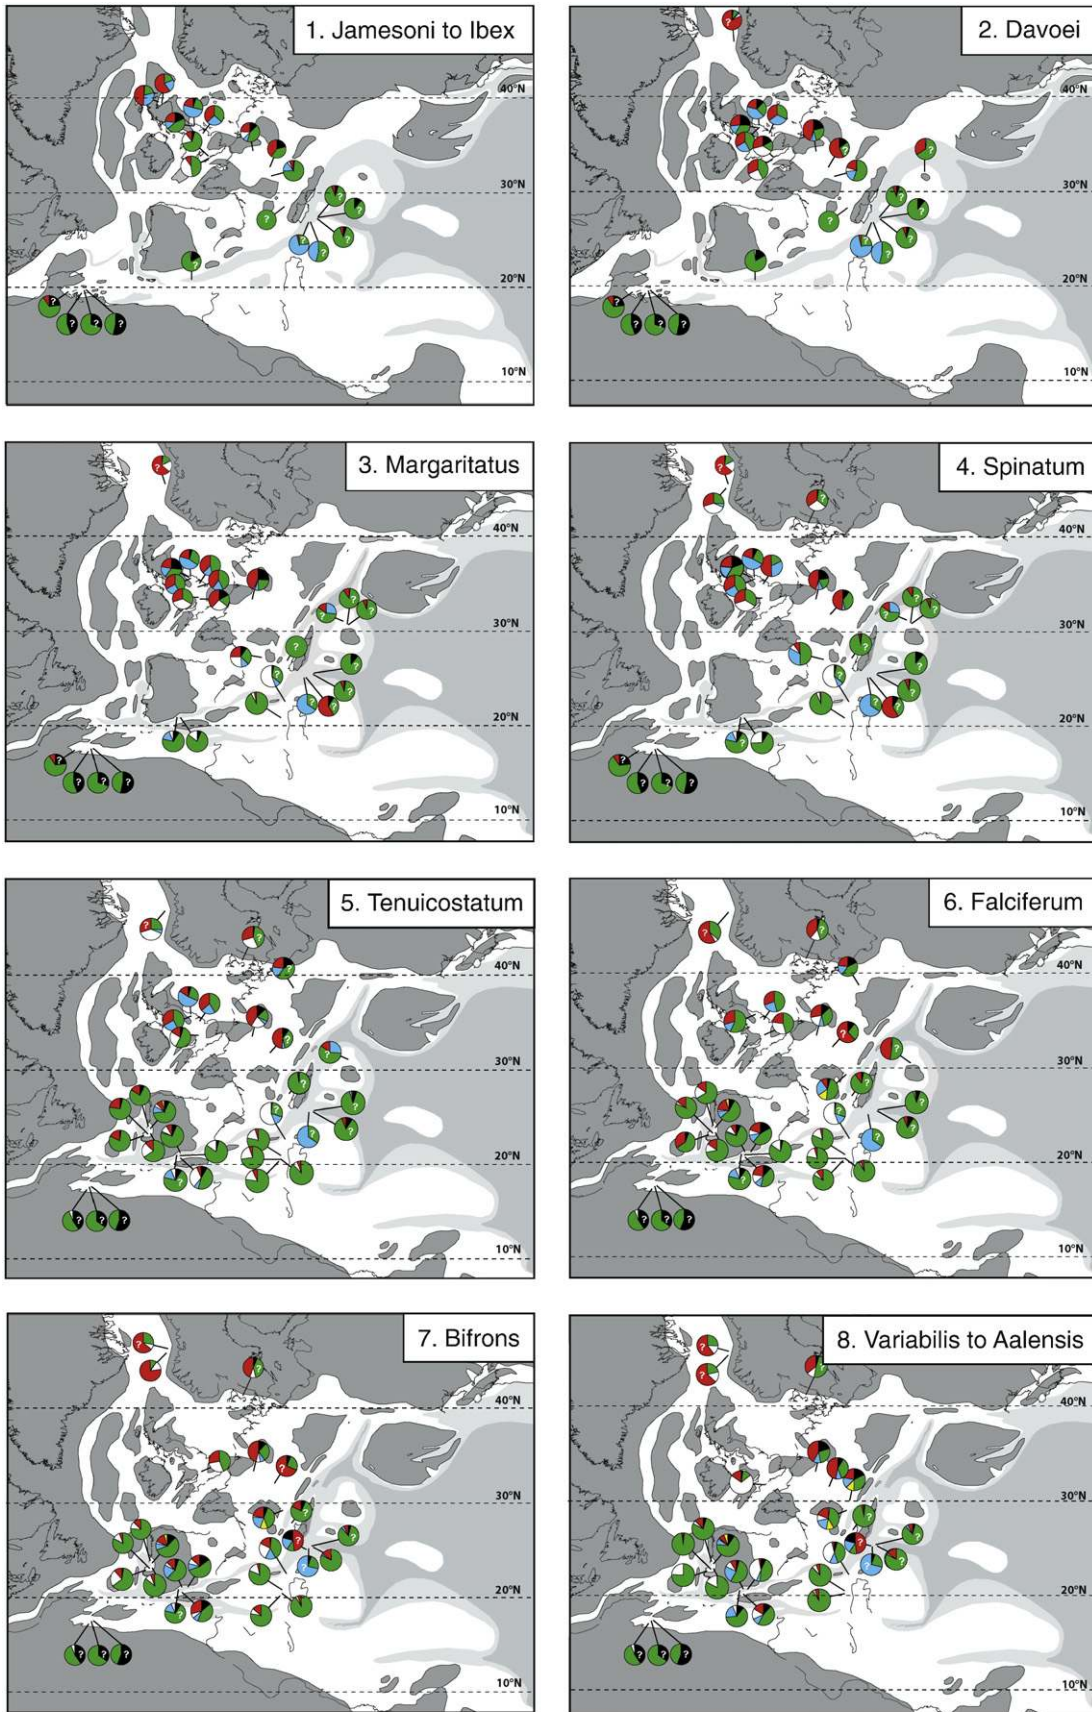 1. Jamesoni to Ibex
40°N
30°N
20°N
10°N
2. Davoei
40°N
30°N
20°N
10°N
3. Margaritatus
40°N
30°N
20°N
10°N
4. Spinatum
40°N
30°N
20°N
10°N
5. Tenuicostatum
40°N
30°N
20°N
10°N
6. Falciferum
40°N
30°N
20°N
10°N
7. Bifrons
40°N
30°N
20°N
10°N
8. Variabilis to Aalensis
40°N
30°N
20°N
10°N